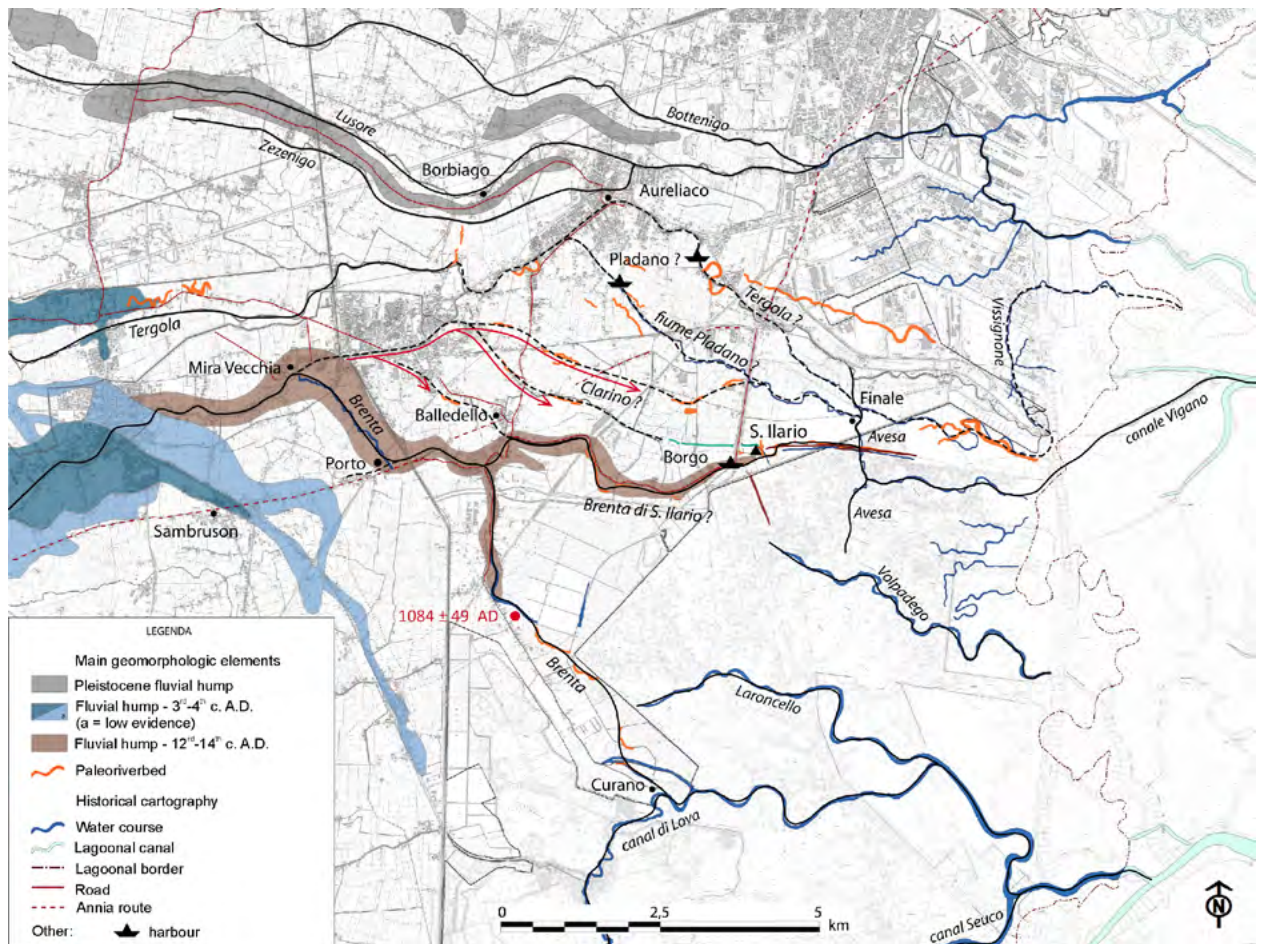 Bottenigo
Lusore
Zezenigo
Borbiago
Aureliaco
Pladano ?
Tergola ?
Tergola
Vissignone
fiume Pladano ?
Mira Vecchia
Brenta
Clarino ?
Balledello
Finale
canale Vigano
S. Ilario
Avesa
Borgo
Porto
Brenta di S. Ilario ?
Avesa
Sambruson
Volpadego
1084 ± 49 AD
Brenta
Laroncello
Curano
canal di Lova
canal Seuco
LEGENDA
Main geomorphologic elements
Pleistocene fluvial hump
Fluvial hump - 3rd-4th c. A.D.
(a = low evidence)
a
Fluvial hump - 12rd-14th c. A.D.
Paleoriverbed
Historical cartography
Water course
Lagoonal canal
Lagoonal border
Road
Annia route
Other: harbour
0 2,5 5
km
N